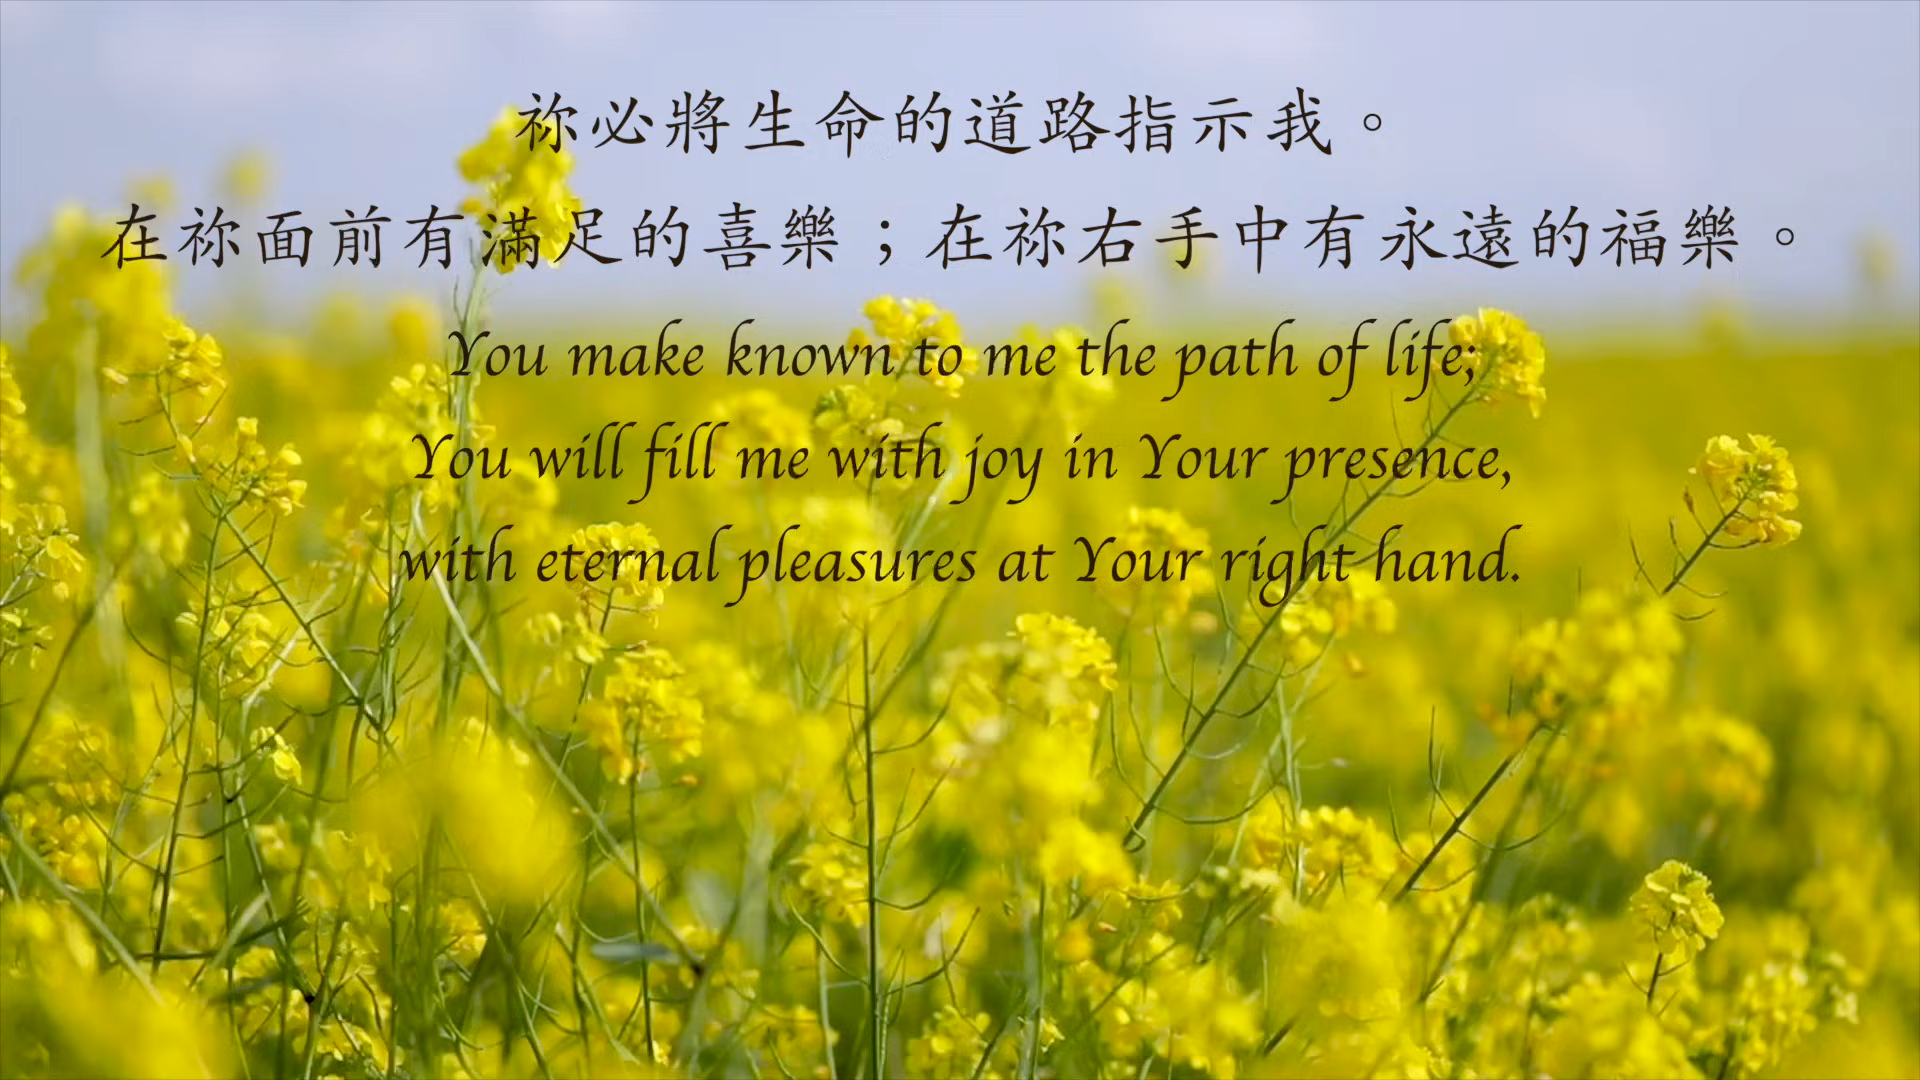 祢必將生命的道路指示我。
在祢面前有滿足的喜樂；在祢右手中有永遠的福樂。
You make known to me the path of life;
You will fill me with joy in Your presence,
with eternal pleasures at Your right hand.